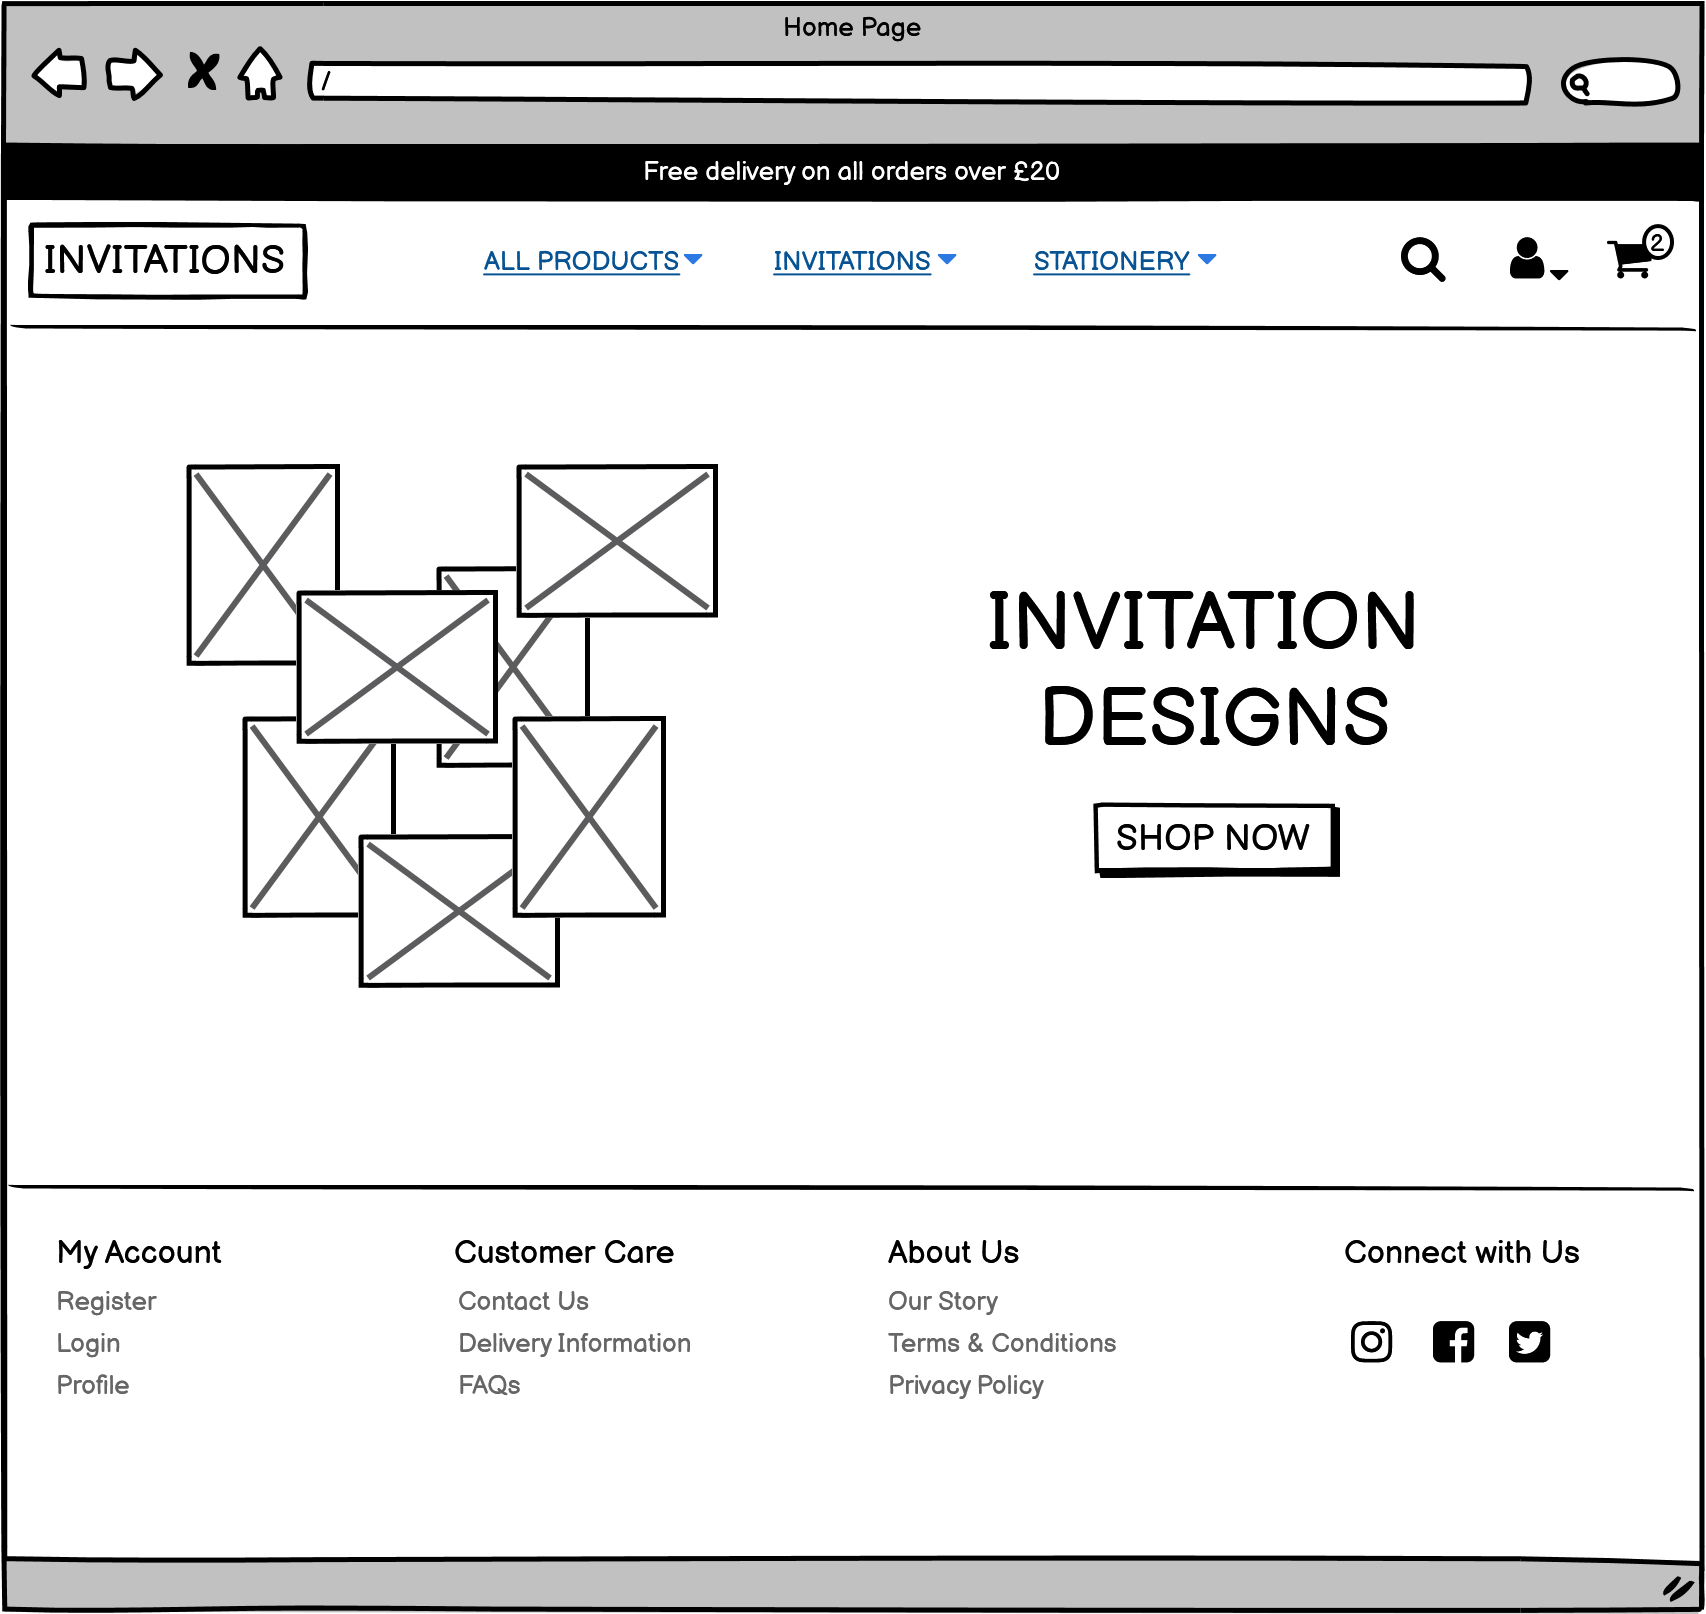 Home Page
/
Free delivery on all orders over £20
INVITATIONS
ALL PRODUCTS
INVITATIONS
STATIONERY
2
INVITATION
DESIGNS
SHOP NOW
My Account
Register
Login
Profile
Customer Care
Contact Us
Delivery Information
FAQs
About Us
Our Story
Terms & Conditions
Privacy Policy
Connect with Us